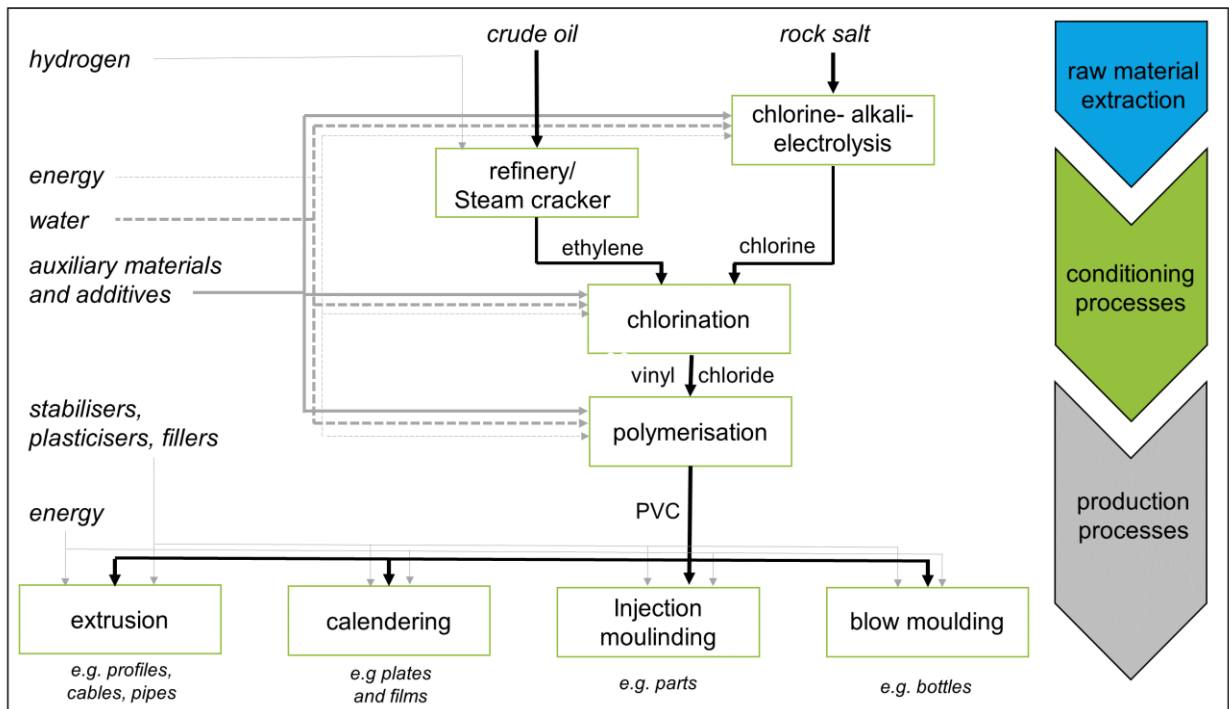 crude oil
rock salt
hydrogen
raw material
extraction
chlorine- alkali-
electrolysis
refinery/
Steam cracker
energy
water
ethylene
chlorine
auxiliary materials
and additives
conditioning
processes
chlorination
vinyl chloride
stabilisers,
plasticisers, fillers
polymerisation
energy
PVC
production
processes
extrusion
calendering
Injection
moulinding
blow moulding
e.g. profiles,
cables, pipes
e.g plates
and films
e.g. parts
e.g. bottles